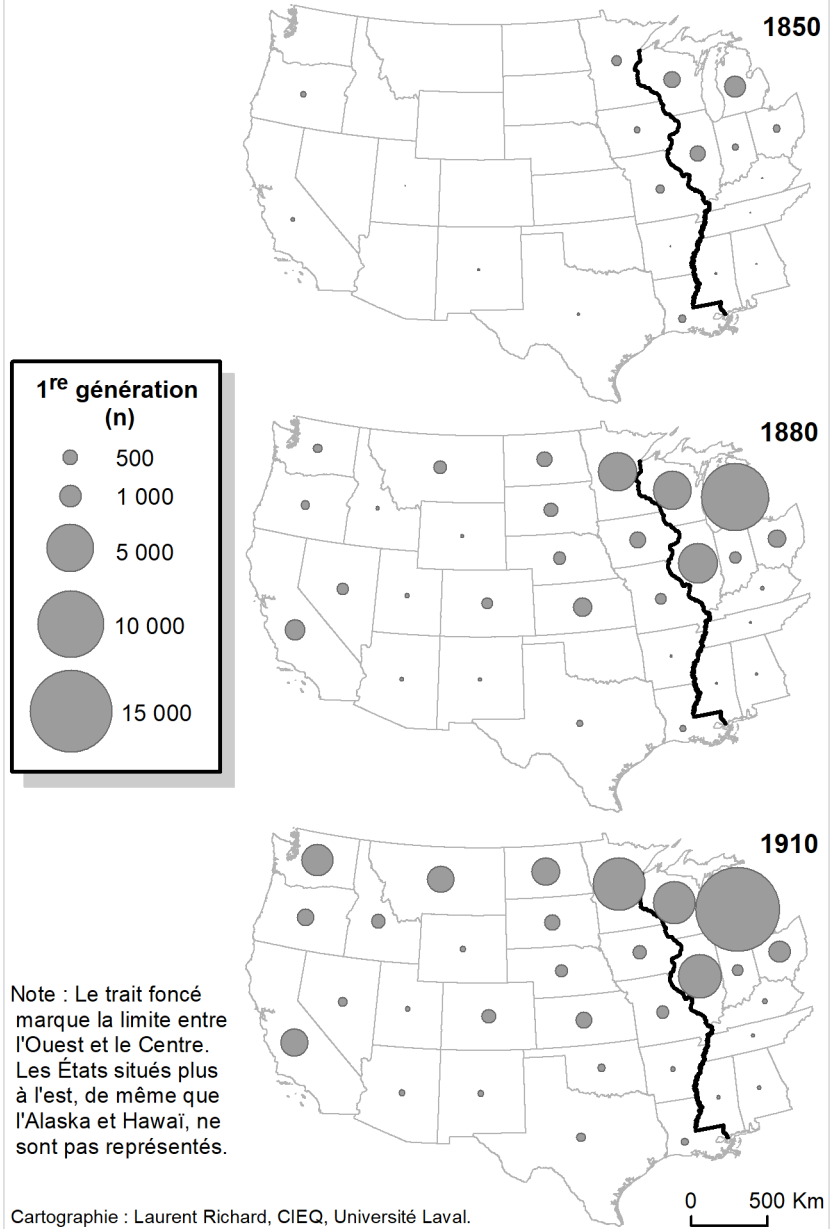 1850
1re génération
(n)
500
1 000
5 000
10 000
15 000
1880
1910
Note : Le trait foncé
marque la limite entre
l'Ouest et le Centre.
Les États situés plus
à l'est, de même que
l'Alaska et Hawaï, ne
sont pas représentés.
0 500 Km
Cartographie : Laurent Richard, CIEQ, Université Laval.